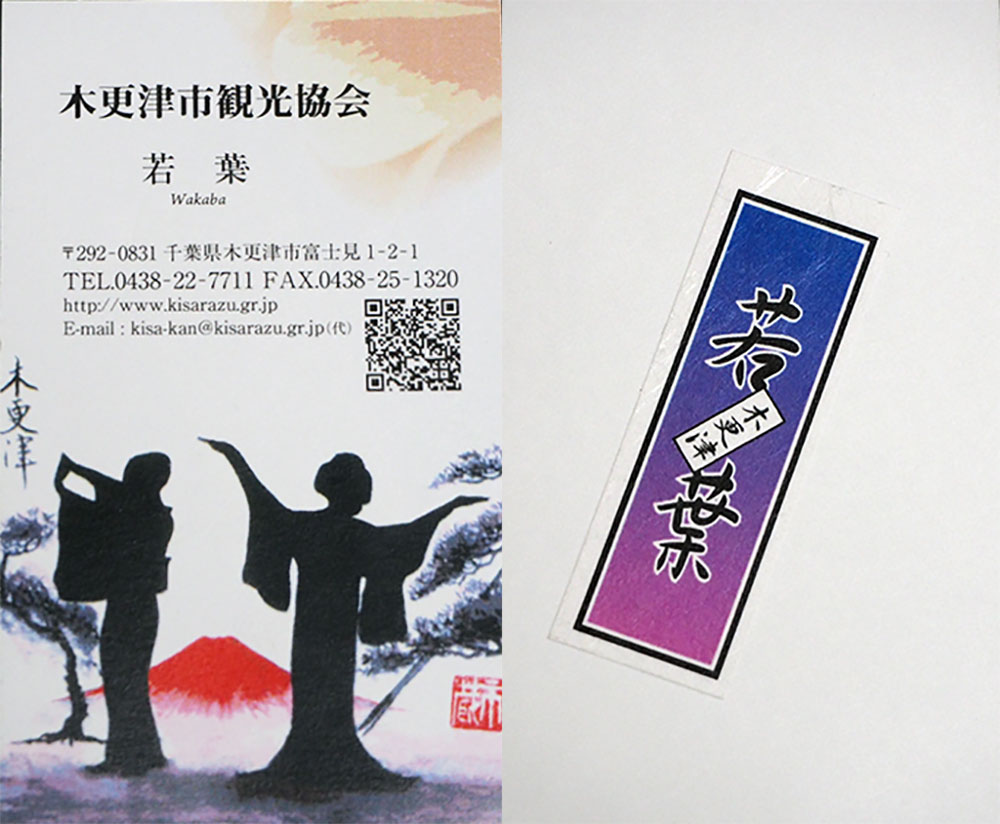 木更津市観光協会
若 葉
Wakaba
〒292-0831 千葉県木更津市富士見 1-2-1
TEL.0438-22-7711 FAX.0438-25-1320
http://www.kisarazu.gr.jp
E-mail : kisa-kan@kisarazu.gr.jp(代)
木更津
若
木更津
葉